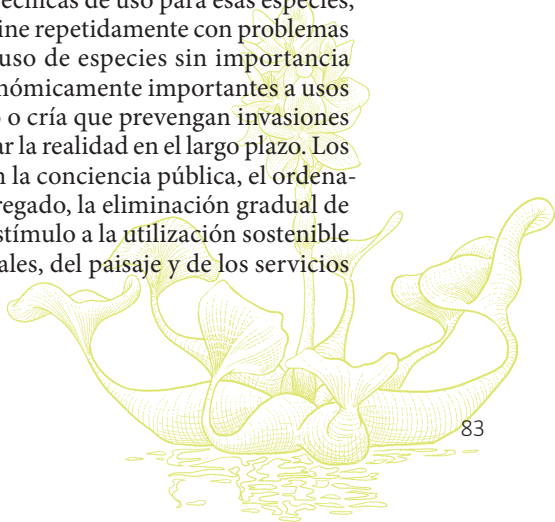 écnicas de uso para esas especies,
ine repetidamente con problemas
uso de especies sin importancia
nómicamente importantes a usos
o cría que prevengan invasiones
ar la realidad en el largo plazo. Los
n la conciencia pública, el ordena-
regado, la eliminación gradual de
stímulo a la utilización sostenible
ales, del paisaje y de los servicios
83